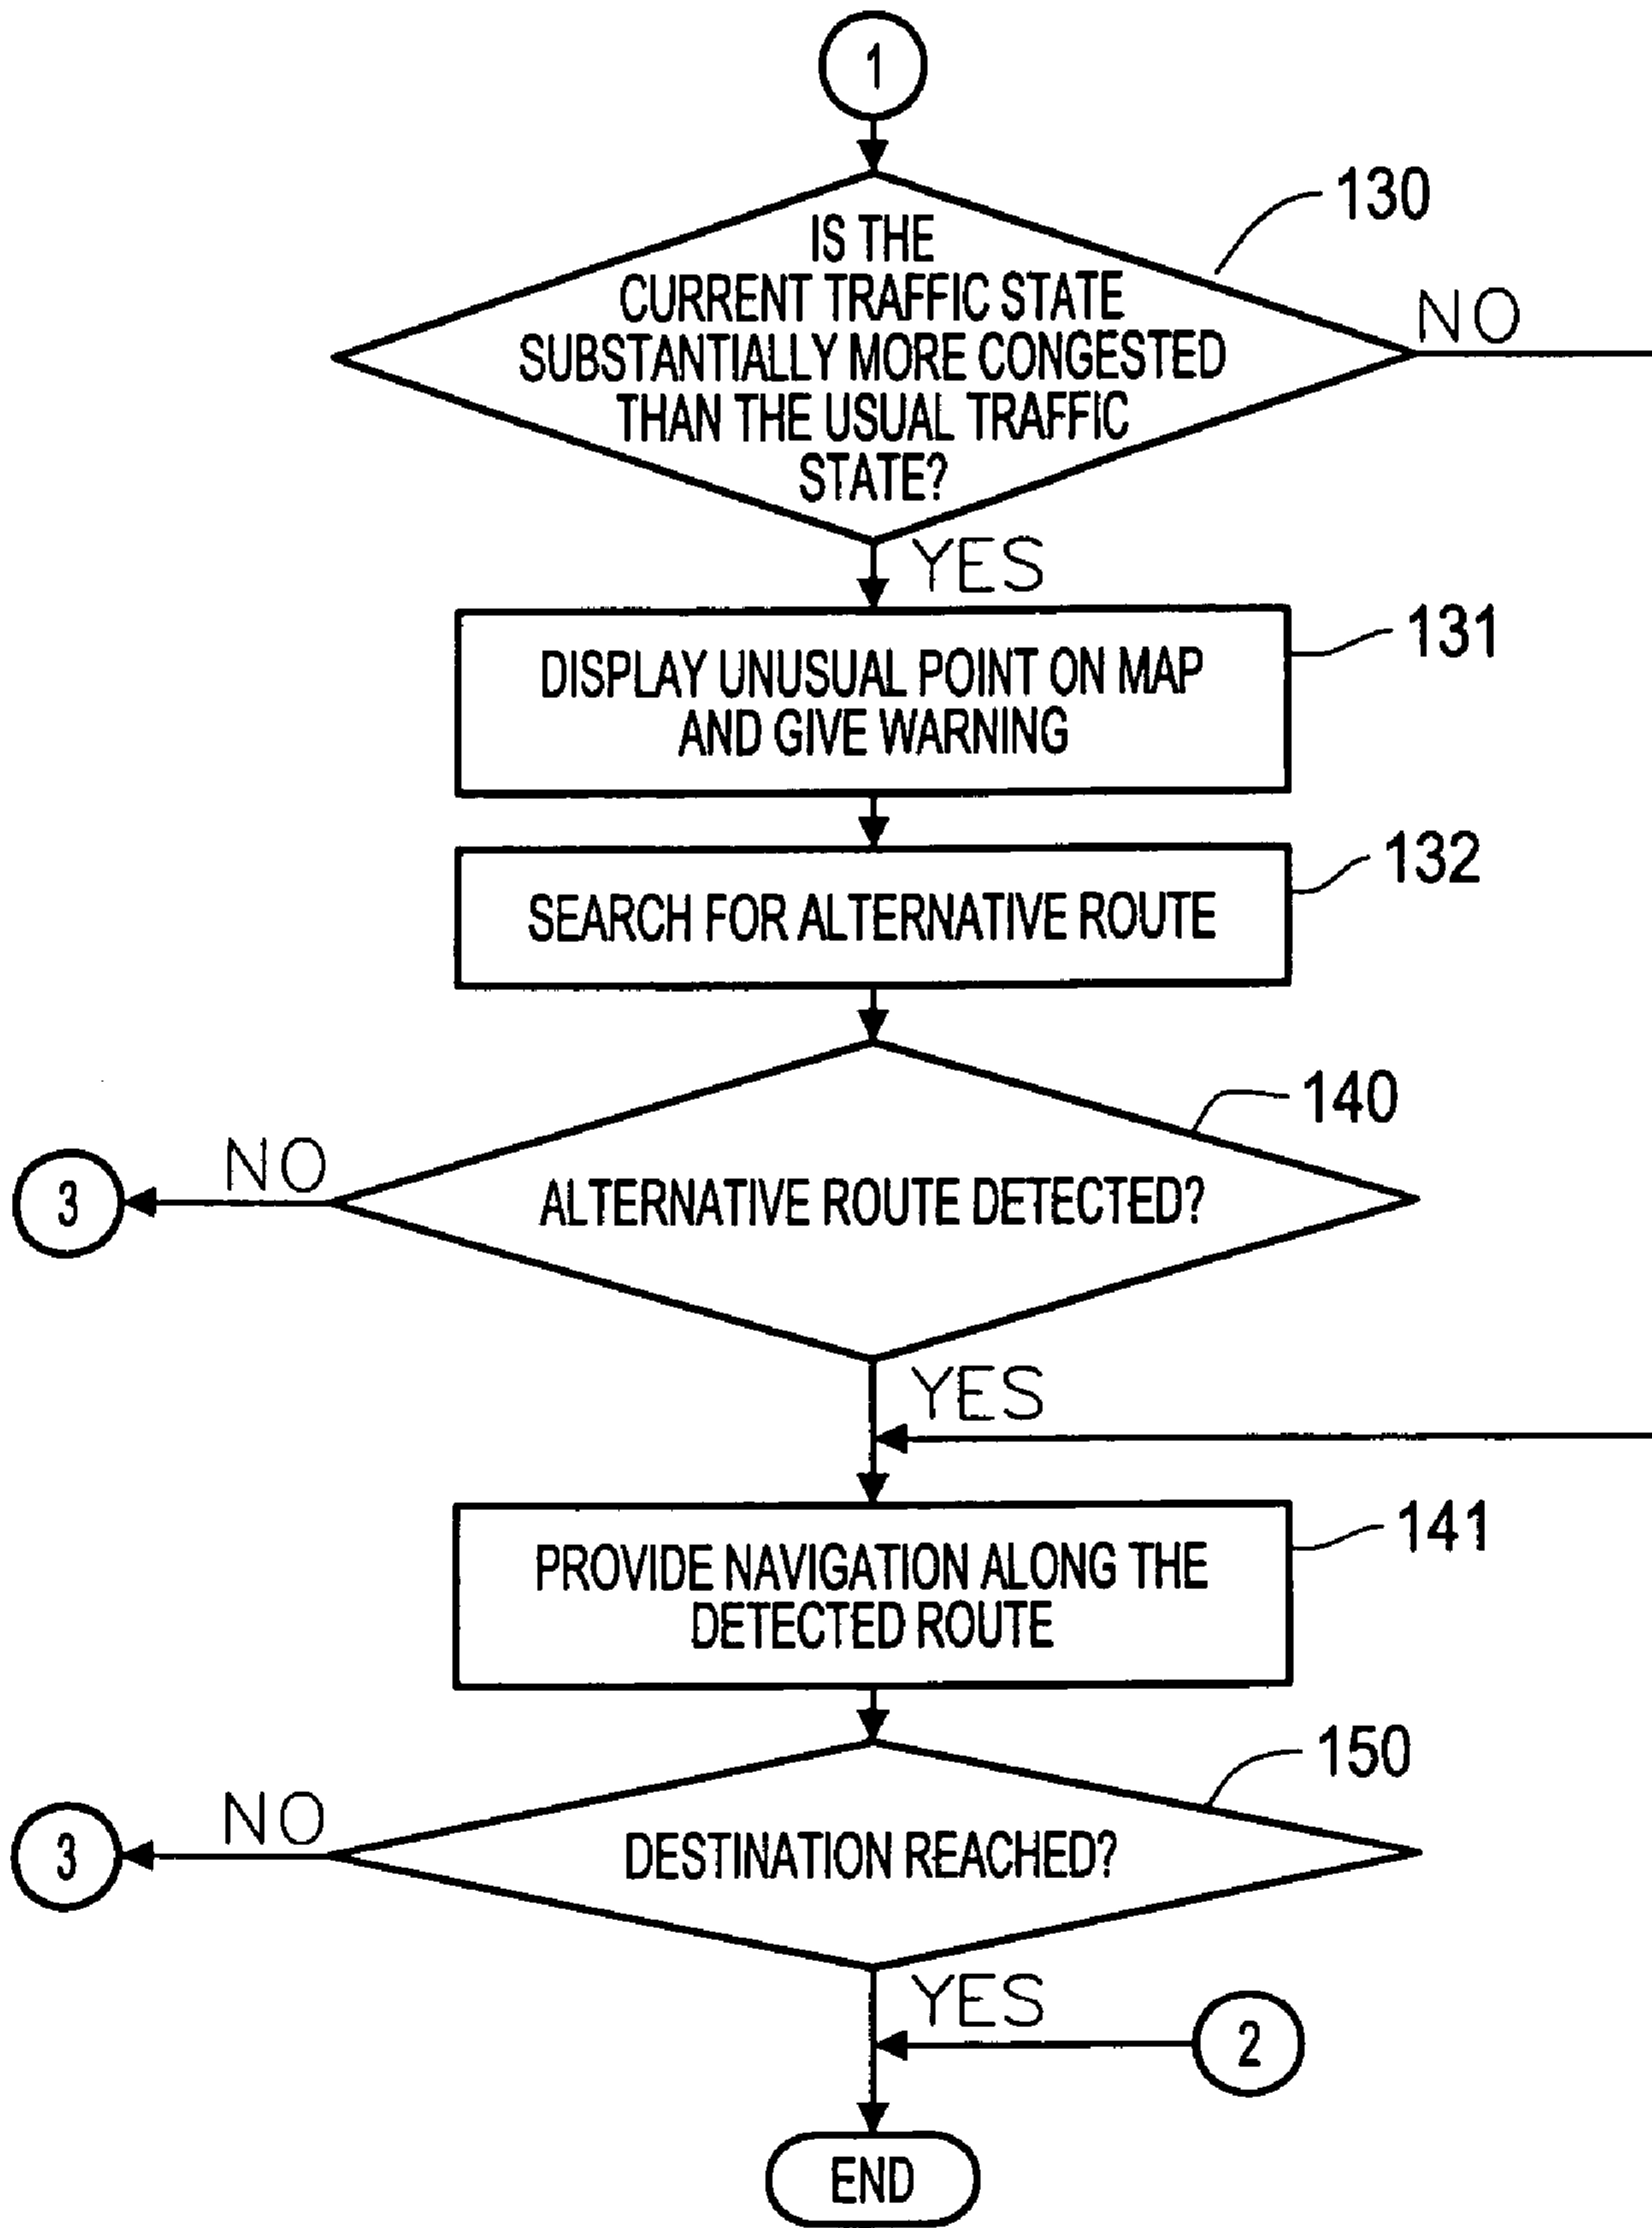 1
130
IS THE
CURRENT TRAFFIC STATE
SUBSTANTIALLY MORE CONGESTED
THAN THE USUAL TRAFFIC
STATE?
NO
YES
131
DISPLAY UNUSUAL POINT ON MAP
AND GIVE WARNING
132
SEARCH FOR ALTERNATIVE ROUTE
140
NO
3
ALTERNATIVE ROUTE DETECTED?
YES
141
PROVIDE NAVIGATION ALONG THE
DETECTED ROUTE
150
NO
3
DESTINATION REACHED?
YES
2
END